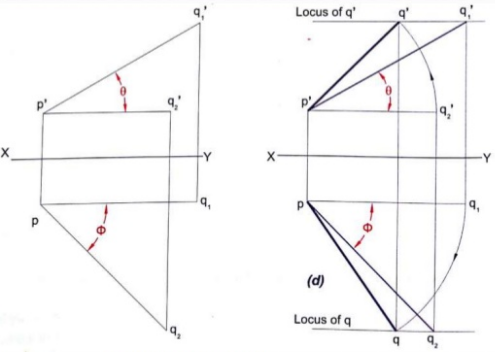 q₁'
p'
θ
q₂'
X
Y
p
Φ
q₁
q₂
Locus of q'
q'
q₁'
p'
θ
q₂'
X
Y
p
Φ
q₁
(d)
Locus of q
q
q₂